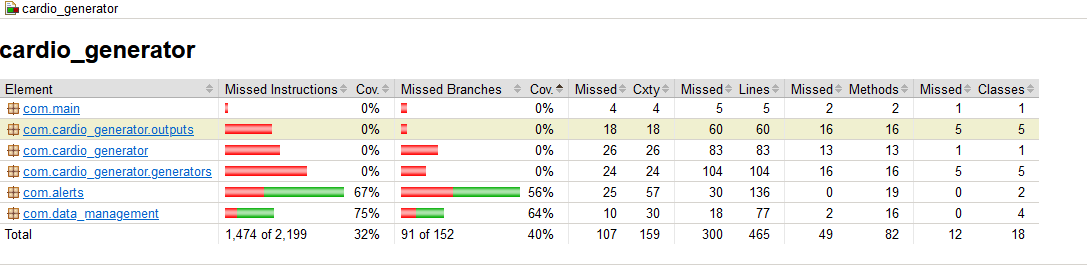 cardio_generator
cardio_generator
Element Missed Instructions Cov. Missed Branches Cov. Missed Cxty Missed Lines Missed Methods Missed Classes
com.main 0% 0% 4 4 5 5 2 2 1 1
com.cardio_generator.outputs 0% 0% 18 18 60 60 16 16 5 5
com.cardio_generator 0% 0% 26 26 83 83 13 13 1 1
com.cardio_generator.generators 0% 0% 24 24 104 104 16 16 5 5
com.alerts 67% 56% 25 57 30 136 0 19 0 2
com.data_management 75% 64% 10 30 18 77 2 16 0 4
Total 1,474 of 2,199 32% 91 of 152 40% 107 159 300 465 49 82 12 18